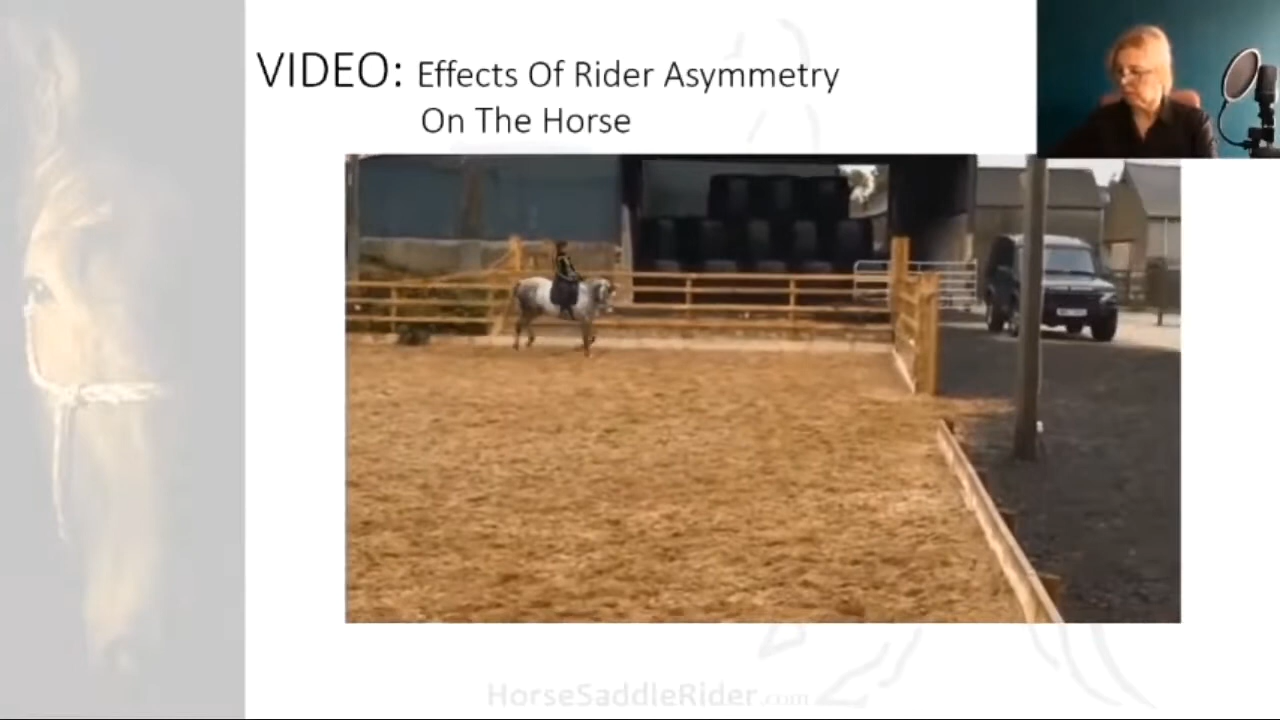 VIDEO: Effects Of Rider Asymmetry
On The Horse
HorseSaddleRider.com